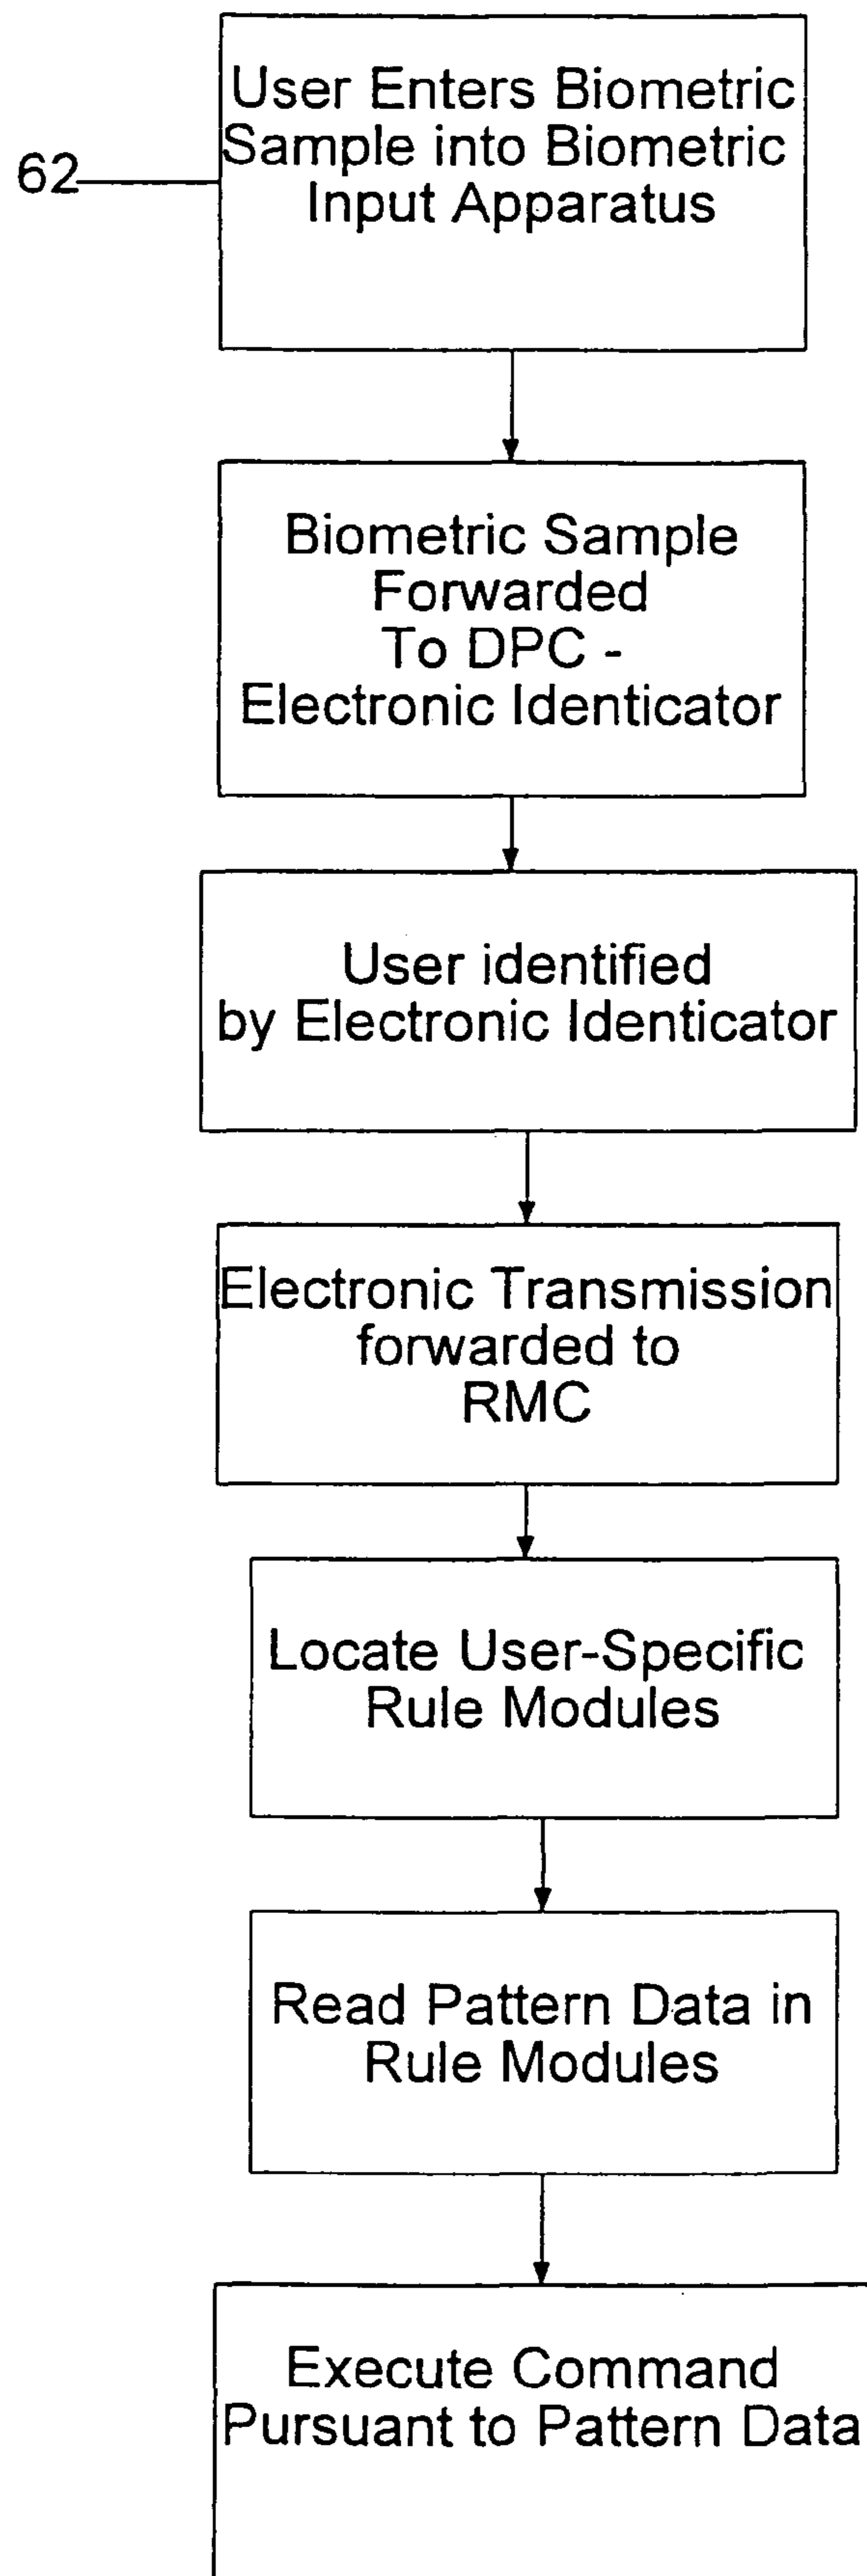 User Enters Biometric
62
Sample into Biometric
Input Apparatus
Biometric Sample
Forwarded
To DPC -
Electronic Identicator
User identified
by Electronic Identicator
Electronic Transmission
forwarded to
RMC
Locate User-Specific
Rule Modules
Read Pattern Data in
Rule Modules
Execute Command
Pursuant to Pattern Data